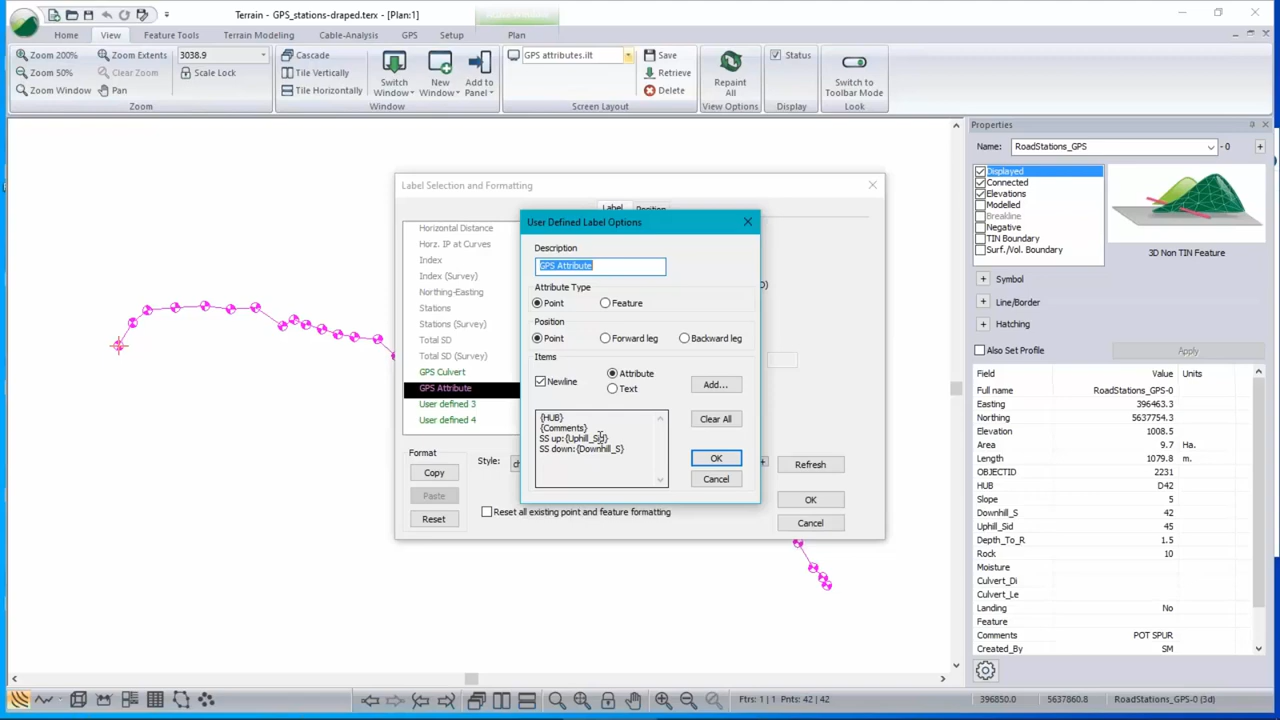 Terrain - GPS_stations-draped.terx - [Plan:1]
Home View Feature Tools Terrain Modeling Cable-Analysis GPS Setup Plan
Zoom 200% Zoom Extents 3038.9 Cascade GPS attributes.ilt Save Status
Zoom 50% Clear Zoom Scale Lock Tile Vertically Retrieve
Zoom Window Pan Tile Horizontally Delete
Switch Window New Window Add to Panel Repaint All Switch to Toolbar Mode
Zoom Window Screen Layout View Options Display Look
Properties
Name: RoadStations_GPS - 0
Displayed
Connected
Elevations
Modelled
Breakline
Negative
TIN Boundary
Surf./Vol. Boundary
3D Non TIN Feature
Symbol
Line/Border
Hatching
Also Set Profile Apply
Field Value Units
Full name RoadStations_GPS-0
Easting 396463.3
Northing 5637754.3
Elevation 1008.5
Area 9.7 Ha.
Length 1079.8 m.
OBJECTID 2231
HUB D42
Slope 5
Downhill_S 42
Uphill_Sid 45
Depth_To_R 1.5
Rock 10
Moisture
Culvert_Di
Culvert_Le
Landing No
Feature
Comments POT SPUR
Created_By SM
Label Selection and Formatting
Label Position
Horizontal Distance
Horz. IP at Curves
Index
Index (Survey)
Northing-Easting
Stations
Stations (Survey)
Total SD
Total SD (Survey)
GPS Culvert
GPS Attribute
User defined 3
User defined 4
Format
Copy
Paste
Reset
Style:
Reset all existing point and feature formatting
Refresh
OK
Cancel
User Defined Label Options
Description
GPS Attribute
Attribute Type
Point Feature
Position
Point Forward leg Backward leg
Items
Newline Attribute Text Add...
{HUB}
{Comments}
SS up:{Uphill_Sid}
SS down:{Downhill_S}
Clear All
OK
Cancel
Ftrs: 1 | 1 Pnts: 42 | 42 396850.0 5637860.8 RoadStations_GPS-0 (3d)